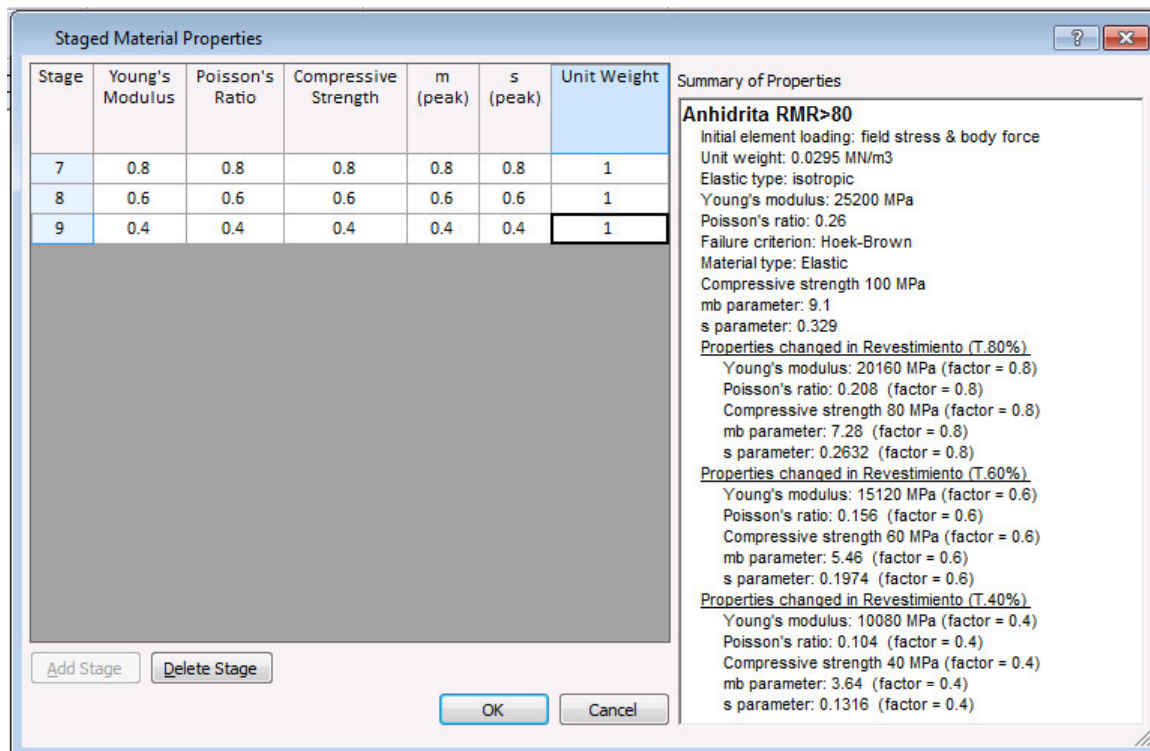 Staged Material Properties
Stage Young's Modulus Poisson's Ratio Compressive Strength m (peak) s (peak) Unit Weight
7 0.8 0.8 0.8 0.8 0.8 1
8 0.6 0.6 0.6 0.6 0.6 1
9 0.4 0.4 0.4 0.4 0.4 1
Add Stage Delete Stage
OK Cancel
Summary of Properties
Anhidrita RMR>80
Initial element loading: field stress & body force
Unit weight: 0.0295 MN/m3
Elastic type: isotropic
Young's modulus: 25200 MPa
Poisson's ratio: 0.26
Failure criterion: Hoek-Brown
Material type: Elastic
Compressive strength 100 MPa
mb parameter: 9.1
s parameter: 0.329
Properties changed in Revestimiento (T.80%)
Young's modulus: 20160 MPa (factor = 0.8)
Poisson's ratio: 0.208 (factor = 0.8)
Compressive strength 80 MPa (factor = 0.8)
mb parameter: 7.28 (factor = 0.8)
s parameter: 0.2632 (factor = 0.8)
Properties changed in Revestimiento (T.60%)
Young's modulus: 15120 MPa (factor = 0.6)
Poisson's ratio: 0.156 (factor = 0.6)
Compressive strength 60 MPa (factor = 0.6)
mb parameter: 5.46 (factor = 0.6)
s parameter: 0.1974 (factor = 0.6)
Properties changed in Revestimiento (T.40%)
Young's modulus: 10080 MPa (factor = 0.4)
Poisson's ratio: 0.104 (factor = 0.4)
Compressive strength 40 MPa (factor = 0.4)
mb parameter: 3.64 (factor = 0.4)
s parameter: 0.1316 (factor = 0.4)